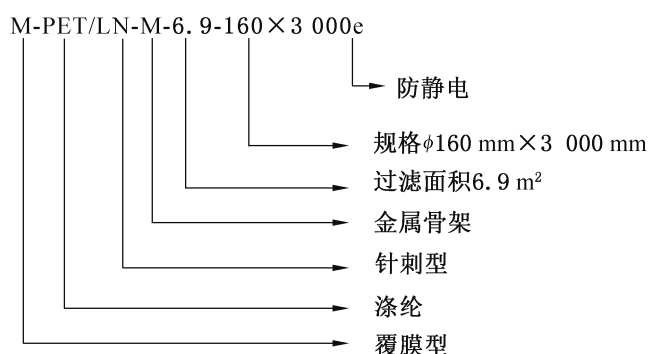 M-PET/LN-M-6.9-160×3 000e
防静电
规格ϕ160 mm×3 000 mm
过滤面积6.9 m²
金属骨架
针刺型
涤纶
覆膜型